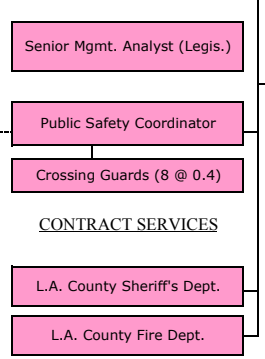 Senior Mgmt. Analyst (Legis.)
Public Safety Coordinator
Crossing Guards (8 @ 0.4)
CONTRACT SERVICES
L.A. County Sheriff's Dept.
L.A. County Fire Dept.